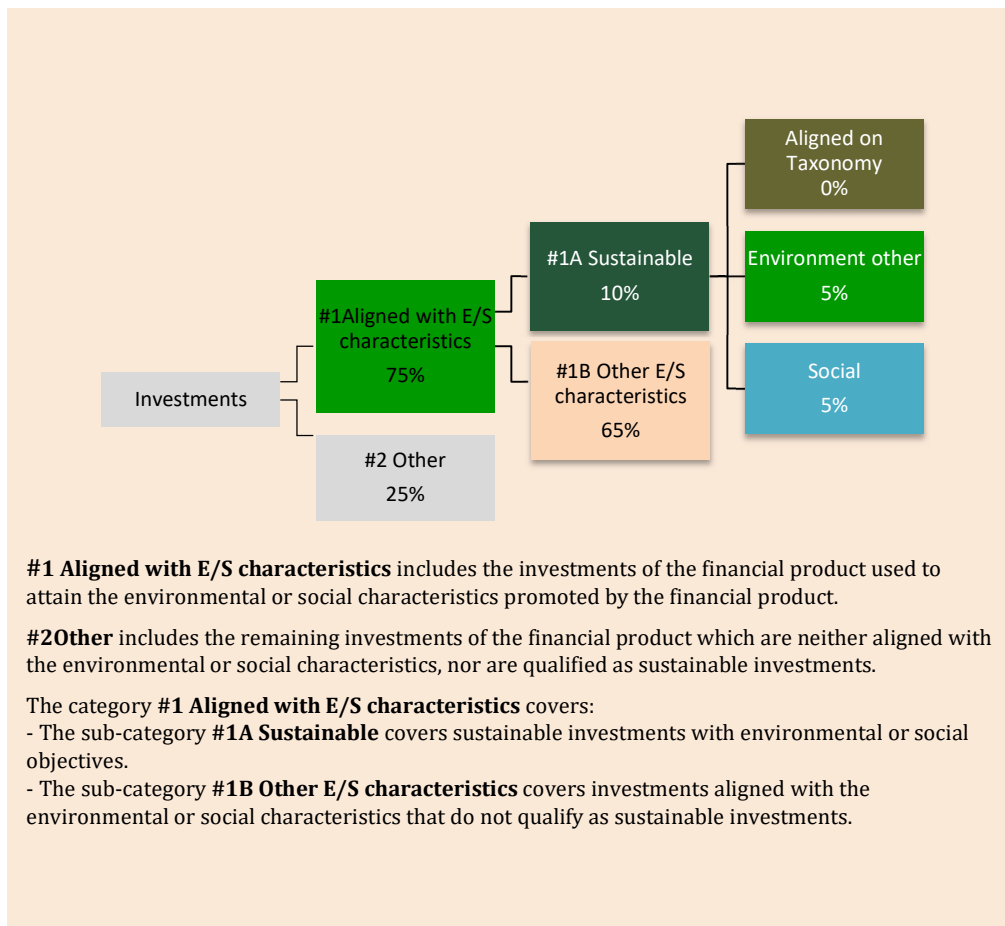 Investments
#1Aligned with E/S
characteristics
75%
#2 Other
25%
#1A Sustainable
10%
#1B Other E/S
characteristics
65%
Aligned on
Taxonomy
0%
Environment other
5%
Social
5%
#1 Aligned with E/S characteristics includes the investments of the financial product used to
attain the environmental or social characteristics promoted by the financial product.
#2Other includes the remaining investments of the financial product which are neither aligned with
the environmental or social characteristics, nor are qualified as sustainable investments.
The category #1 Aligned with E/S characteristics covers:
- The sub-category #1A Sustainable covers sustainable investments with environmental or social
objectives.
- The sub-category #1B Other E/S characteristics covers investments aligned with the
environmental or social characteristics that do not qualify as sustainable investments.